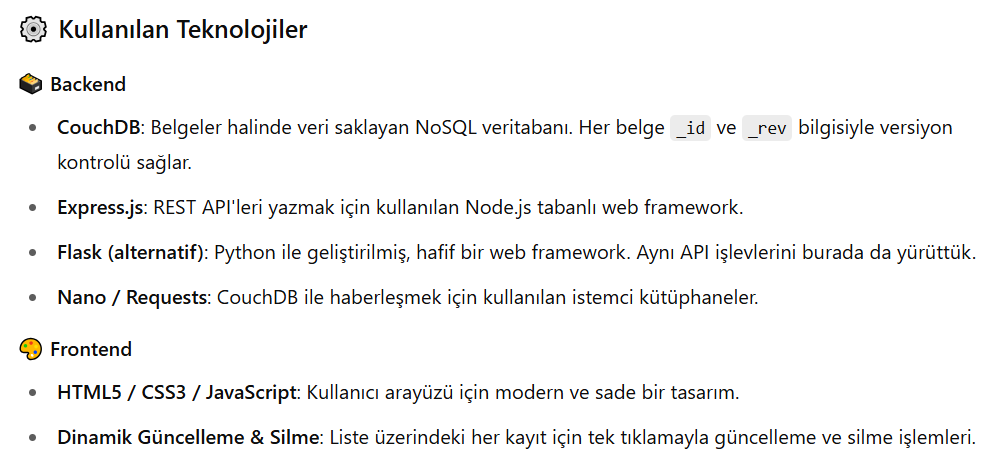 Kullanılan Teknolojiler
Backend
CouchDB: Belgeler halinde veri saklayan NoSQL veritabanı. Her belge _id ve _rev bilgisiyle versiyon
kontrolü sağlar.
Express.js: REST API'leri yazmak için kullanılan Node.js tabanlı web framework.
Flask (alternatif): Python ile geliştirilmiş, hafif bir web framework. Aynı API işlevlerini burada da yürüttük.
Nano / Requests: CouchDB ile haberleşmek için kullanılan istemci kütüphaneler.
Frontend
HTML5 / CSS3 / JavaScript: Kullanıcı arayüzü için modern ve sade bir tasarım.
Dinamik Güncelleme & Silme: Liste üzerindeki her kayıt için tek tıklamayla güncelleme ve silme işlemleri.